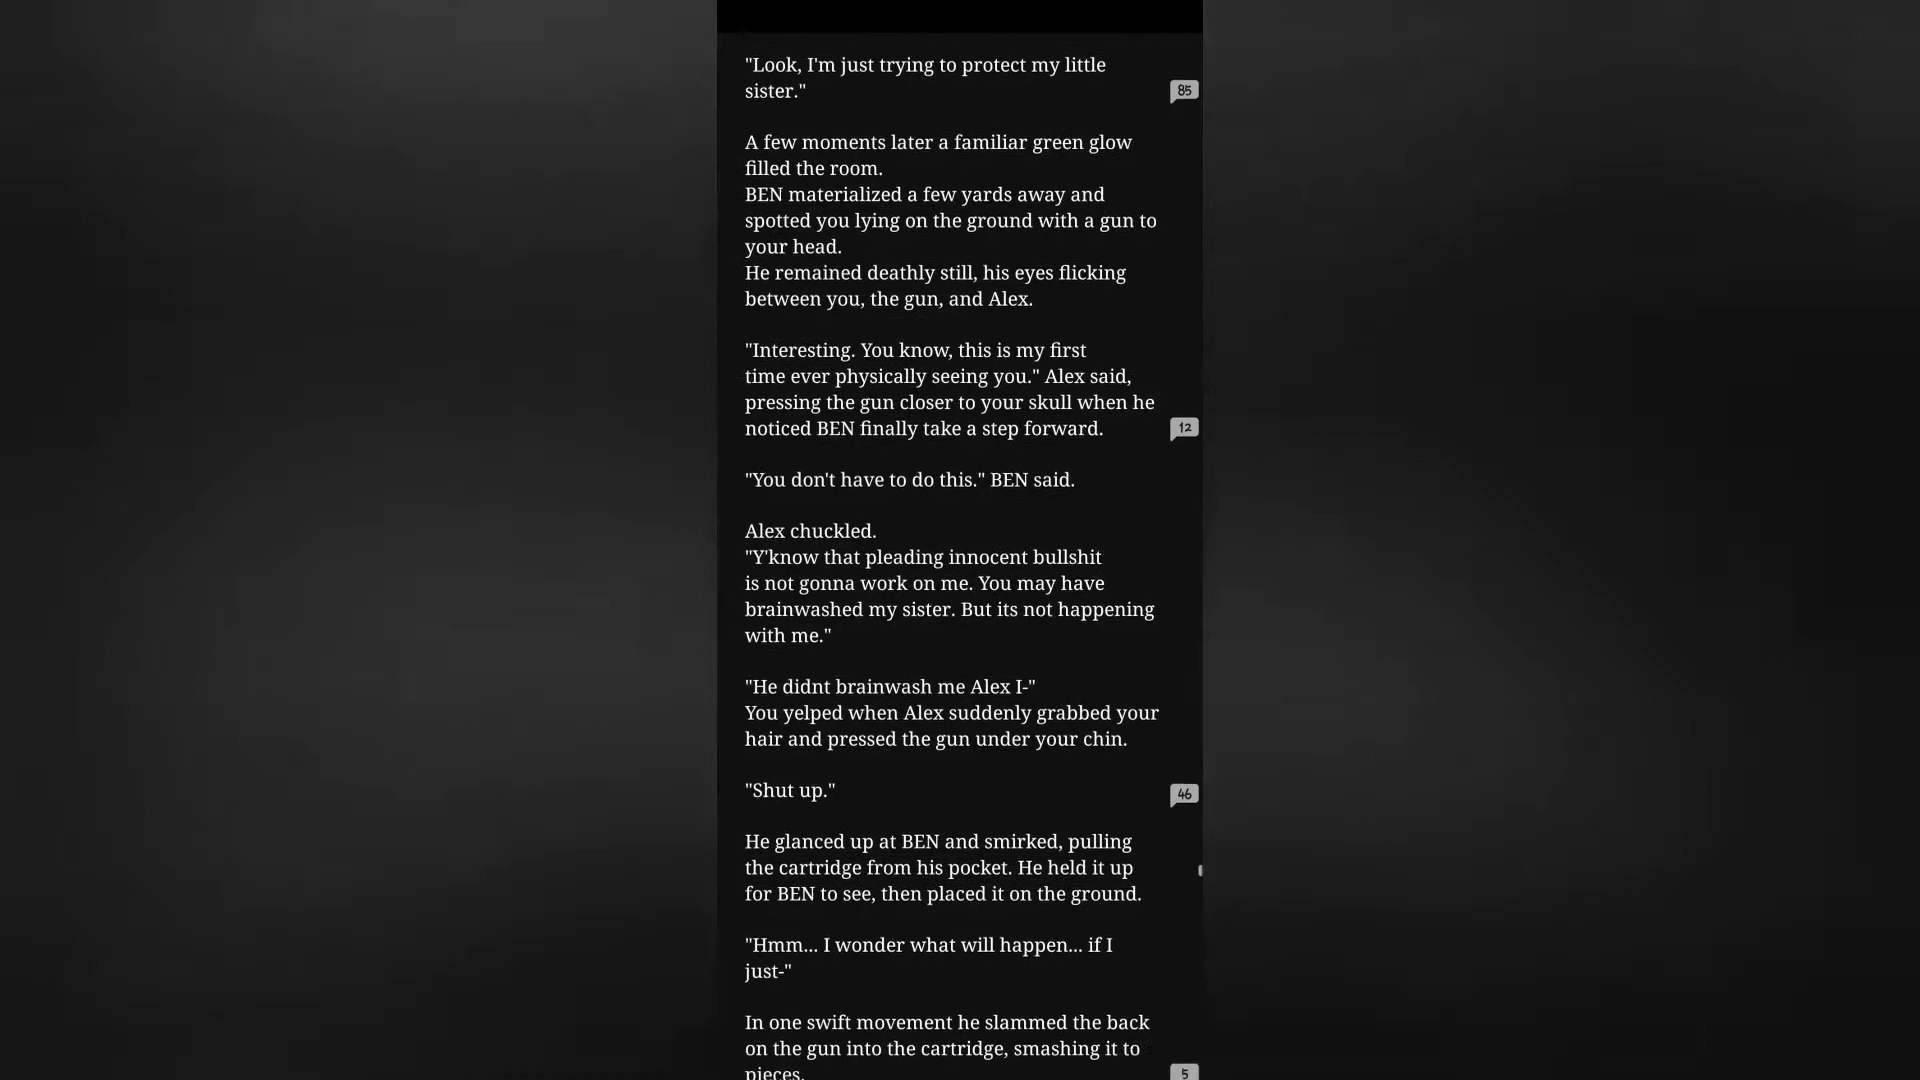 "Look, I'm just trying to protect my little
sister."
85
A few moments later a familiar green glow
filled the room.
BEN materialized a few yards away and
spotted you lying on the ground with a gun to
your head.
He remained deathly still, his eyes flicking
between you, the gun, and Alex.
"Interesting. You know, this is my first
time ever physically seeing you." Alex said,
pressing the gun closer to your skull when he
noticed BEN finally take a step forward.
12
"You don't have to do this." BEN said.
Alex chuckled.
"Y'know that pleading innocent bullshit
is not gonna work on me. You may have
brainwashed my sister. But its not happening
with me."
"He didnt brainwash me Alex I-"
You yelped when Alex suddenly grabbed your
hair and pressed the gun under your chin.
"Shut up."
46
He glanced up at BEN and smirked, pulling
the cartridge from his pocket. He held it up
for BEN to see, then placed it on the ground.
"Hmm... I wonder what will happen... if I
just-"
In one swift movement he slammed the back
on the gun into the cartridge, smashing it to
pieces.
5